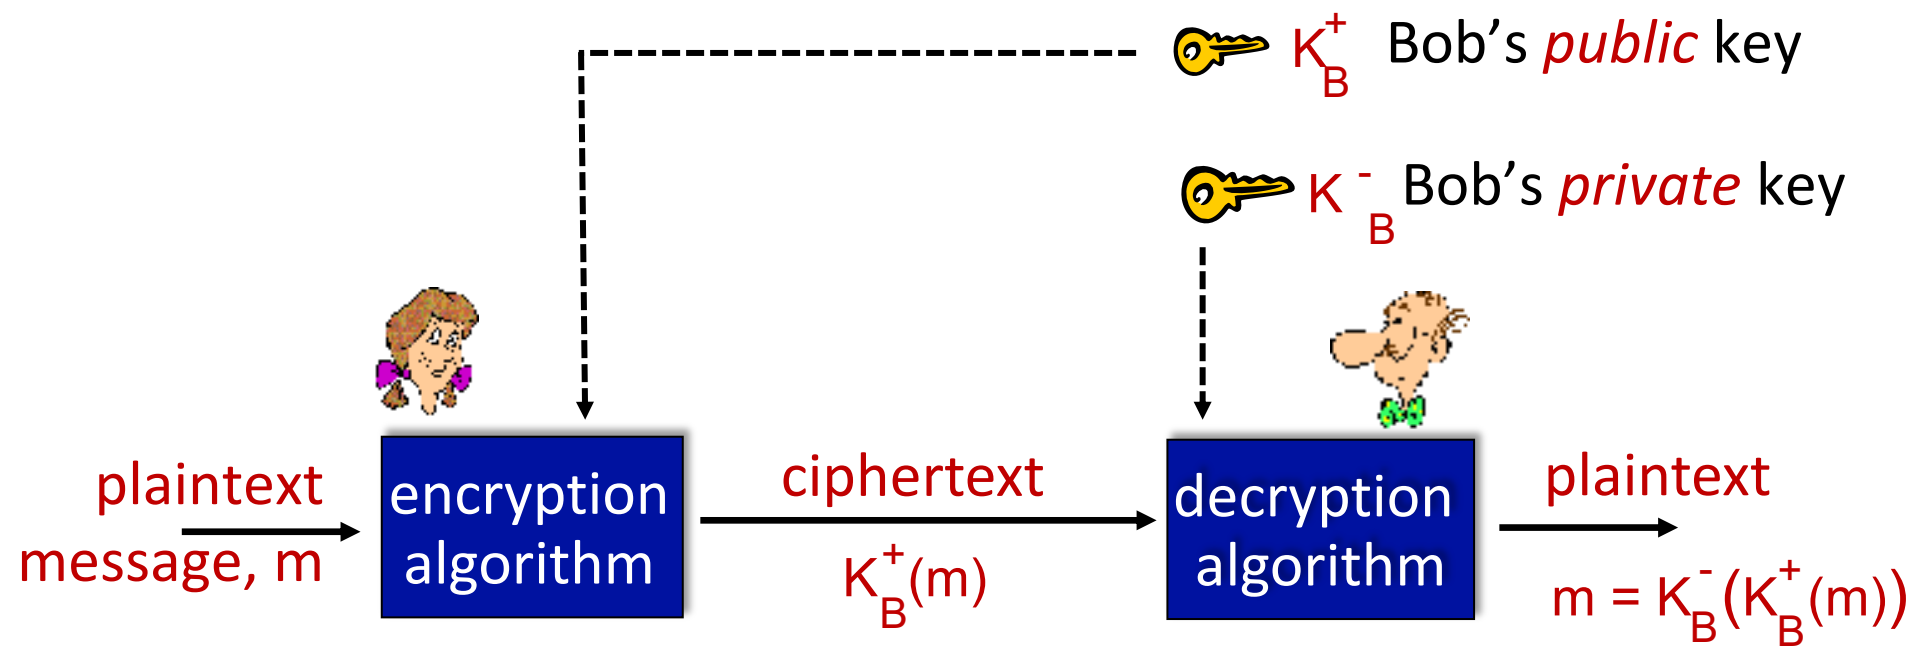 K_B^+ Bob’s public key
K_B^- Bob’s private key
plaintext
message, m
encryption
algorithm
ciphertext
K_B^+(m)
decryption
algorithm
plaintext
m = K_B^-(K_B^+(m))